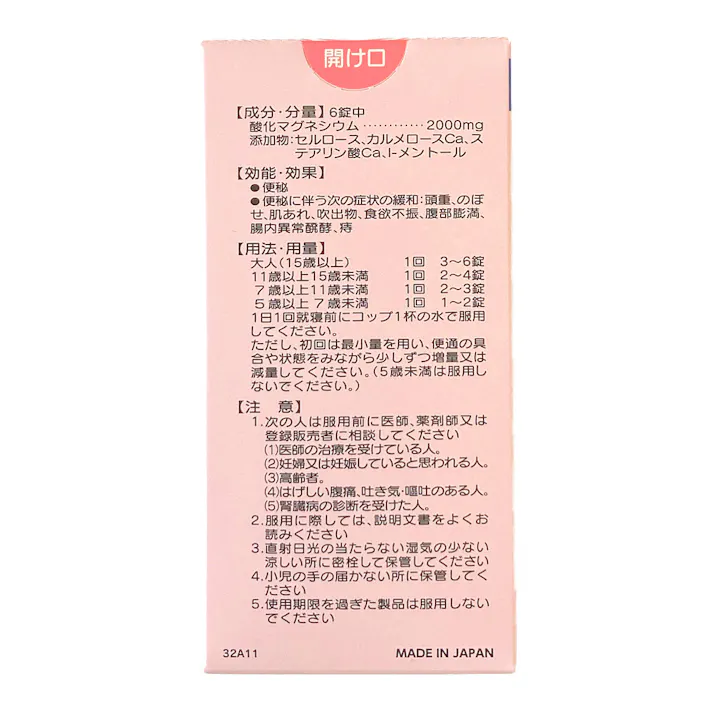 開け口
【成分・分量】6錠中
酸化マグネシウム…………2000mg
添加物:セルロース、カルメロースCa、ス
テアリン酸Ca、l-メントール
【効能・効果】
●便秘
●便秘に伴う次の症状の緩和:頭重、のぼ
せ、肌あれ、吹出物、食欲不振、腹部膨満、
腸内異常醗酵、痔
【用法・用量】
大人(15歳以上) 1回 3〜6錠
11歳以上15歳未満 1回 2〜4錠
7歳以上11歳未満 1回 2〜3錠
5歳以上7歳未満 1回 1〜2錠
1日1回就寝前にコップ1杯の水で服用
してください。
ただし、初回は最小量を用い、便通の具
合や状態をみながら少しずつ増量又は
減量してください。(5歳未満は服用し
ないでください。)
【注 意】
1.次の人は服用前に医師、薬剤師又は
登録販売者に相談してください
(1)医師の治療を受けている人。
(2)妊婦又は妊娠していると思われる人。
(3)高齢者。
(4)はげしい腹痛、吐き気・嘔吐のある人。
(5)腎臓病の診断を受けた人。
2.服用に際しては、説明文書をよくお
読みください
3.直射日光の当たらない湿気の少ない
涼しい所に密栓して保管してください
4.小児の手の届かない所に保管してくだ
さい
5.使用期限を過ぎた製品は服用しない
でください
32A11 MADE IN JAPAN